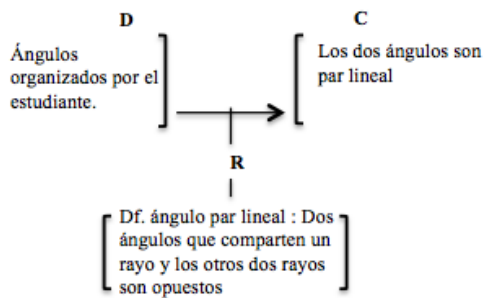 D
C
Ángulos
organizados por el
estudiante.
Los dos ángulos son
par lineal
R
Df. ángulo par lineal : Dos
ángulos que comparten un
rayo y los otros dos rayos
son opuestos